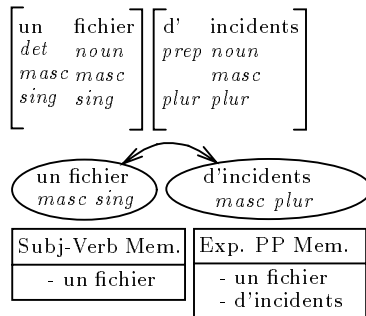 un fichier d' incidents
det noun prep noun
masc masc masc
sing sing plur plur
un fichier d'incidents
masc sing masc plur
Subj-Verb Mem. Exp. PP Mem.
- un fichier - un fichier
- d'incidents